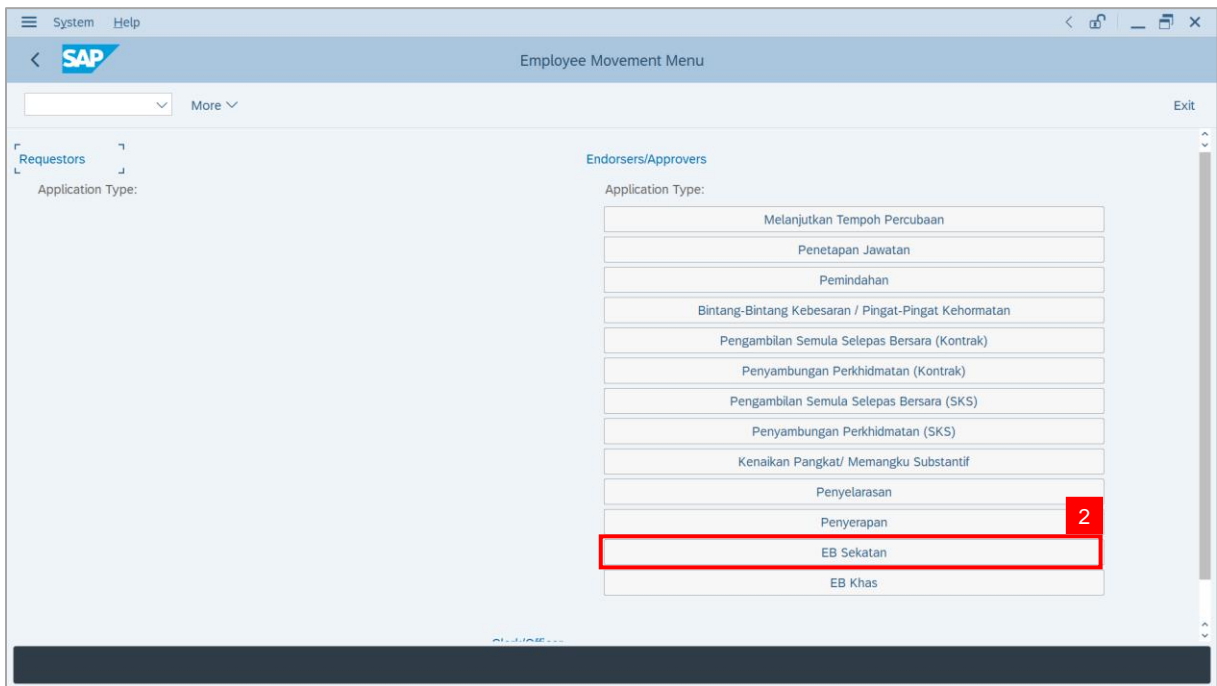 System Help
SAP
Employee Movement Menu
More
Exit
Requestors
Application Type:
Endorsers/Approvers
Application Type:
Melanjutkan Tempoh Percubaan
Penetapan Jawatan
Pemindahan
Bintang-Bintang Kebesaran / Pingat-Pingat Kehormatan
Pengambilan Semula Selepas Bersara (Kontrak)
Penyambungan Perkhidmatan (Kontrak)
Pengambilan Semula Selepas Bersara (SKS)
Penyambungan Perkhidmatan (SKS)
Kenaikan Pangkat/ Memangku Substantif
Penyelarasan
Penyerapan
2
EB Sekatan
EB Khas